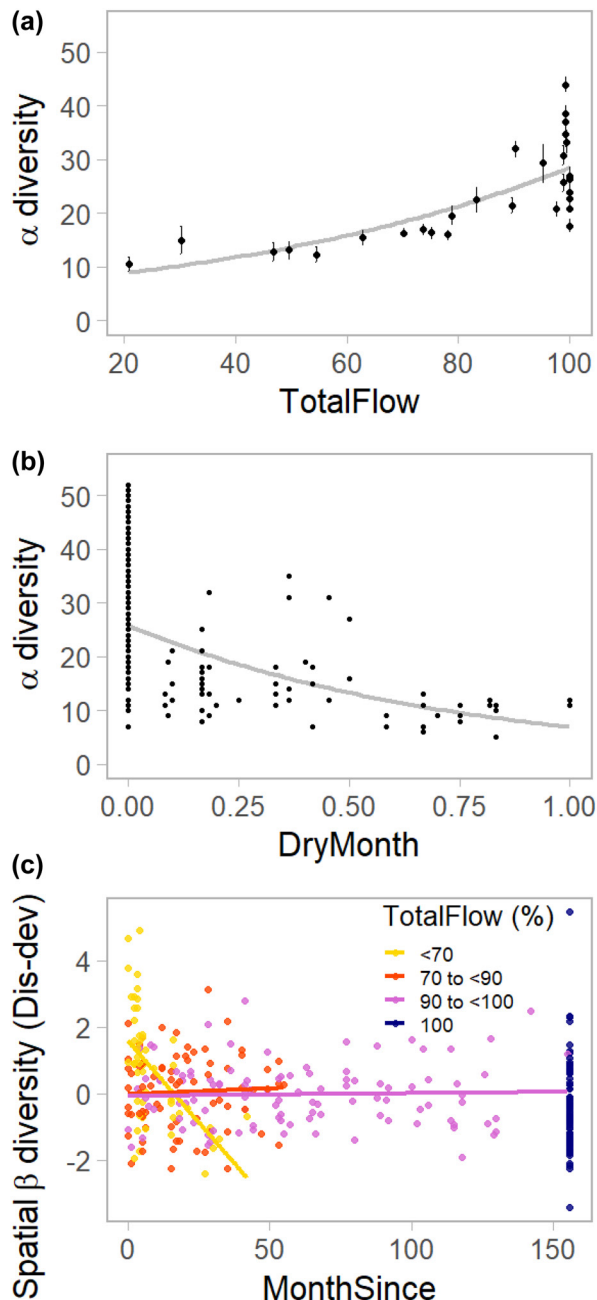 (a)
α diversity
50
40
30
20
10
0
20 40 60 80 100
TotalFlow
(b)
α diversity
50
40
30
20
10
0
0.00 0.25 0.50 0.75 1.00
DryMonth
(c)
Spatial β diversity (Dis-dev)
4
2
0
-2
TotalFlow (%)
<70
70 to <90
90 to <100
100
0 50 100 150
MonthSince